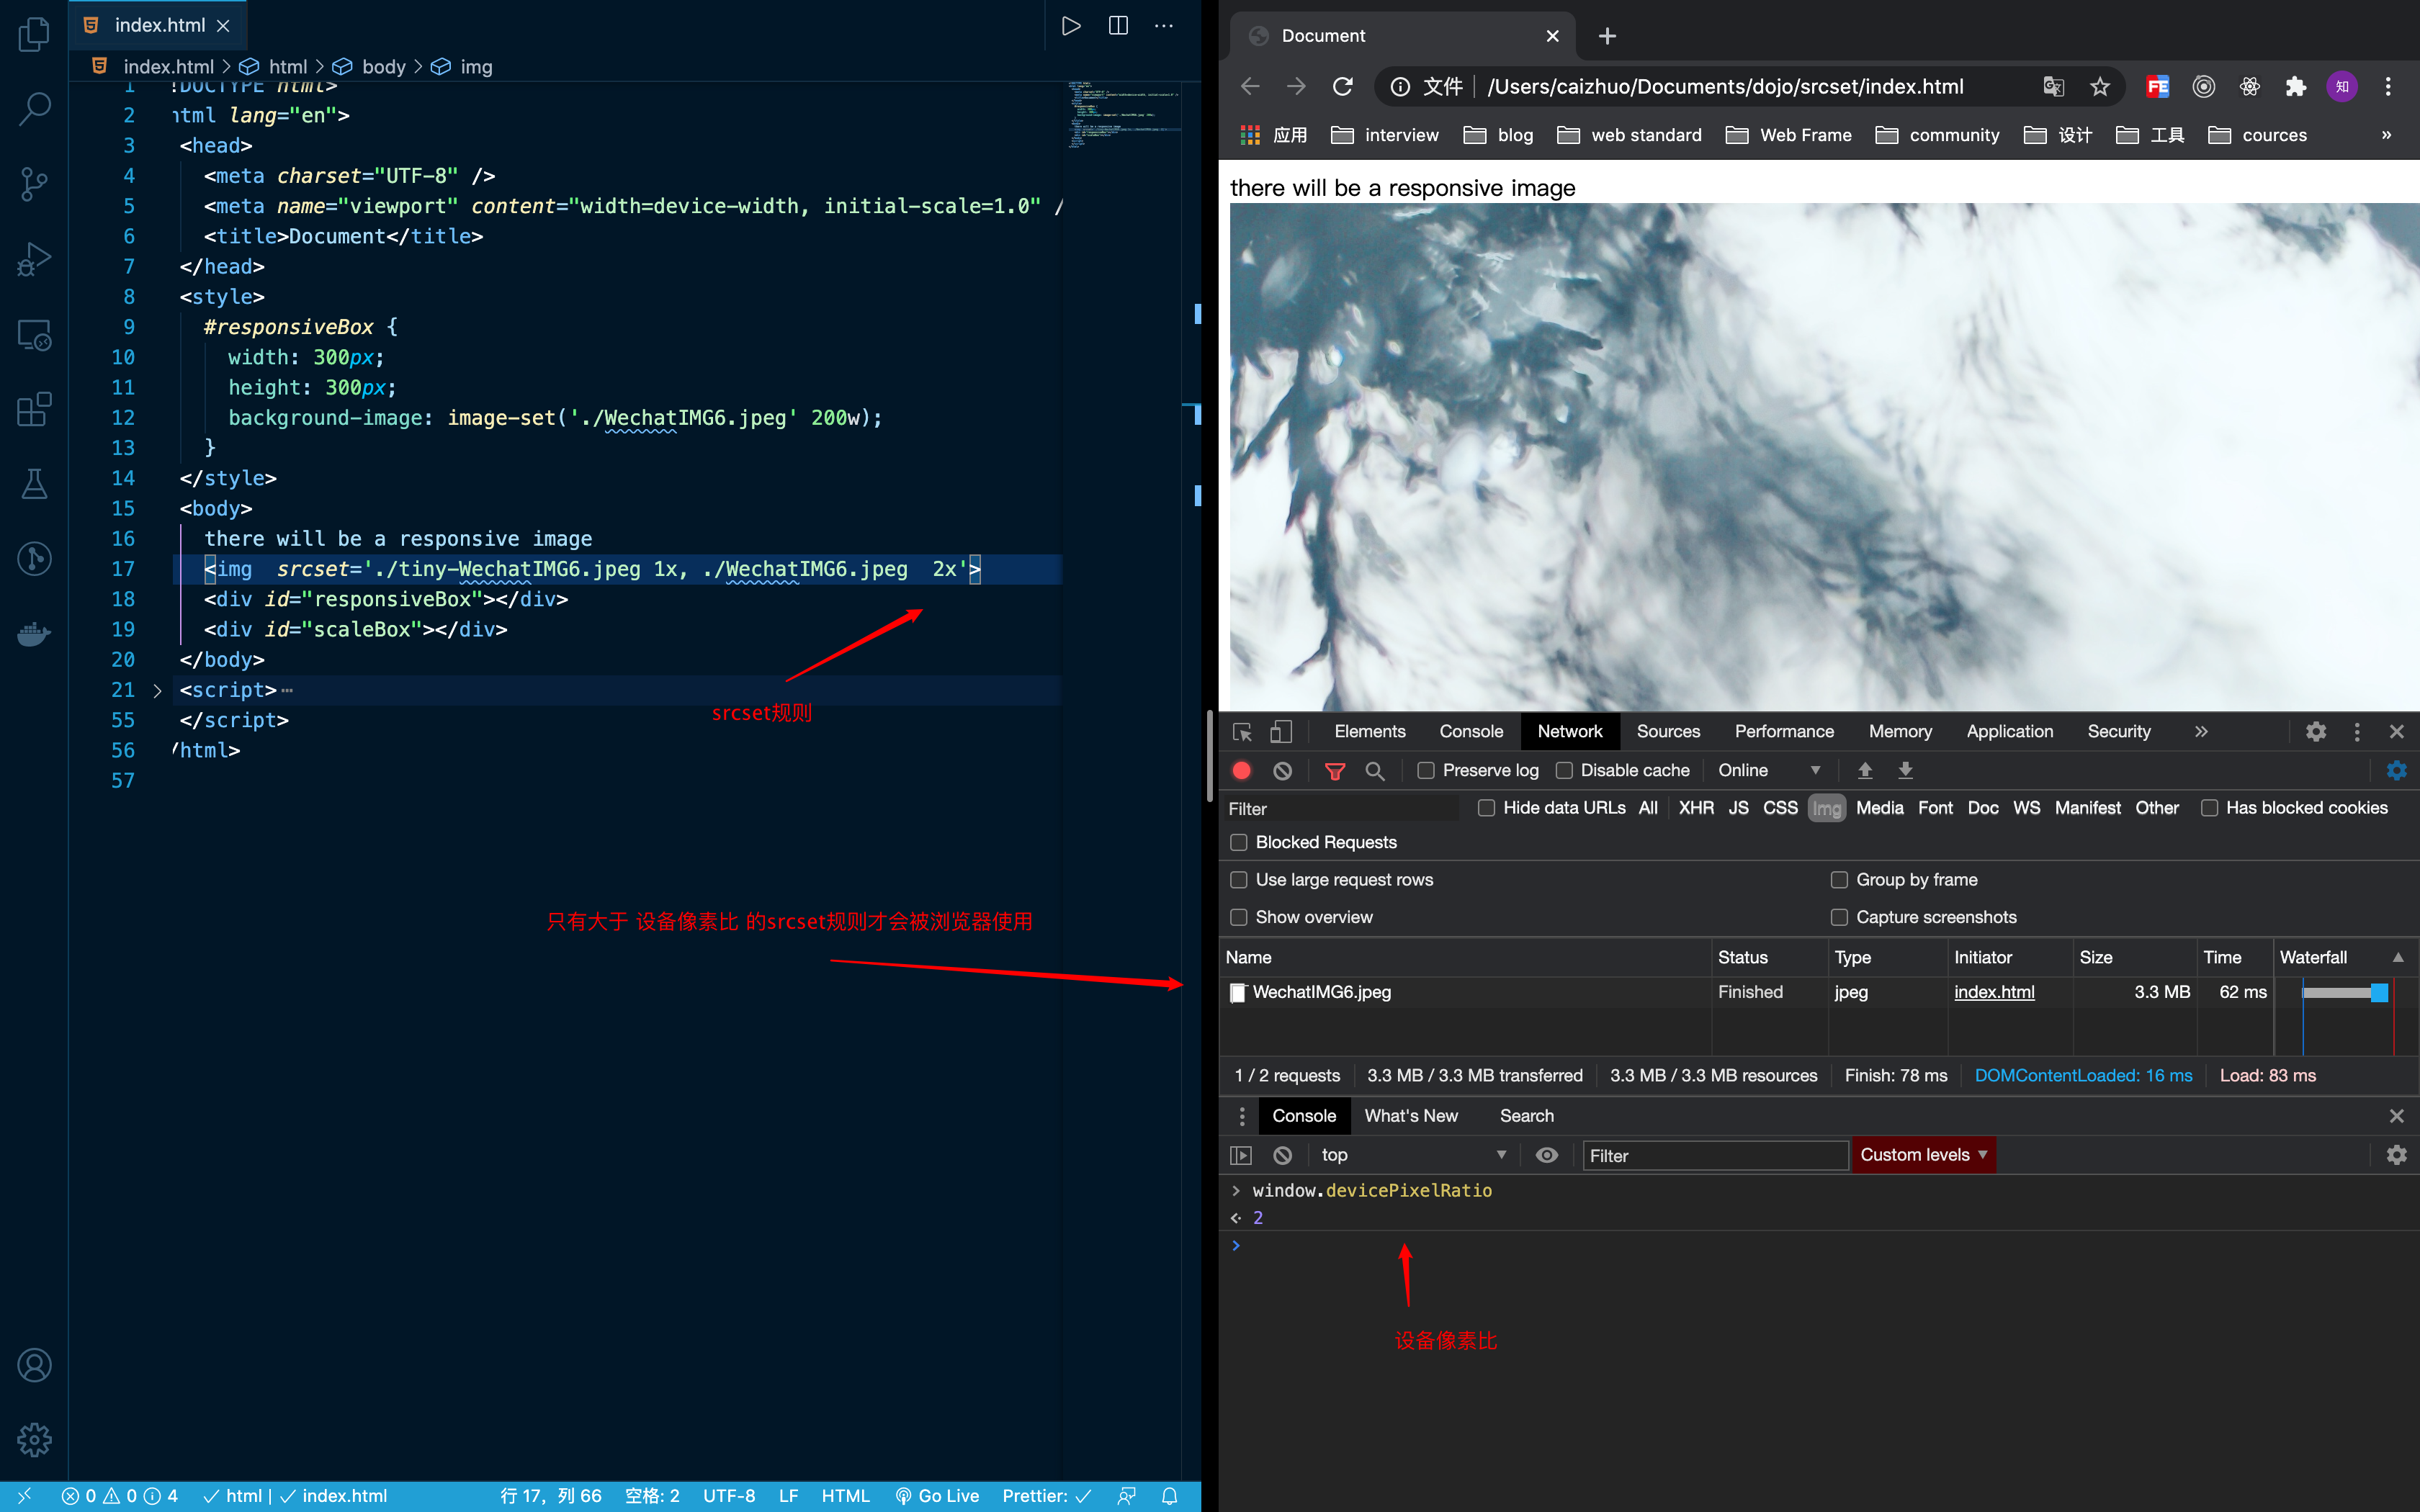 index.html
index.html > html > body > img
1 !DOCTYPE html>
2 html lang="en">
3 <head>
4 <meta charset="UTF-8" />
5 <meta name="viewport" content="width=device-width, initial-scale=1.0" /
6 <title>Document</title>
7 </head>
8 <style>
9 #responsiveBox {
10 width: 300px;
11 height: 300px;
12 background-image: image-set('./WechatIMG6.jpeg' 200w);
13 }
14 </style>
15 <body>
16 there will be a responsive image
17 <img  srcset='./tiny-WechatIMG6.jpeg 1x, ./WechatIMG6.jpeg  2x'>
18 <div id="responsiveBox"></div>
19 <div id="scaleBox"></div>
20 </body>
21 <script>…
55 </script>
56 /html>
57
srcset规则
只有大于 设备像素比 的srcset规则才会被浏览器使用
0 0 4 html | index.html 行 17，列 66 空格: 2 UTF-8 LF HTML Go Live Prettier:
Document
文件 /Users/caizhuo/Documents/dojo/srcset/index.html FE 知
应用 interview blog web standard Web Frame community 设计 工具 cources »
there will be a responsive image
Elements Console Network Sources Performance Memory Application Security »
Preserve log Disable cache Online
Filter Hide data URLs All XHR JS CSS Img Media Font Doc WS Manifest Other Has blocked cookies
Blocked Requests
Use large request rows Group by frame
Show overview Capture screenshots
Name Status Type Initiator Size Time Waterfall
WechatIMG6.jpeg Finished jpeg index.html 3.3 MB 62 ms
1 / 2 requests 3.3 MB / 3.3 MB transferred 3.3 MB / 3.3 MB resources Finish: 78 ms DOMContentLoaded: 16 ms Load: 83 ms
Console What's New Search
top Filter Custom levels
> window.devicePixelRatio
2
>
设备像素比